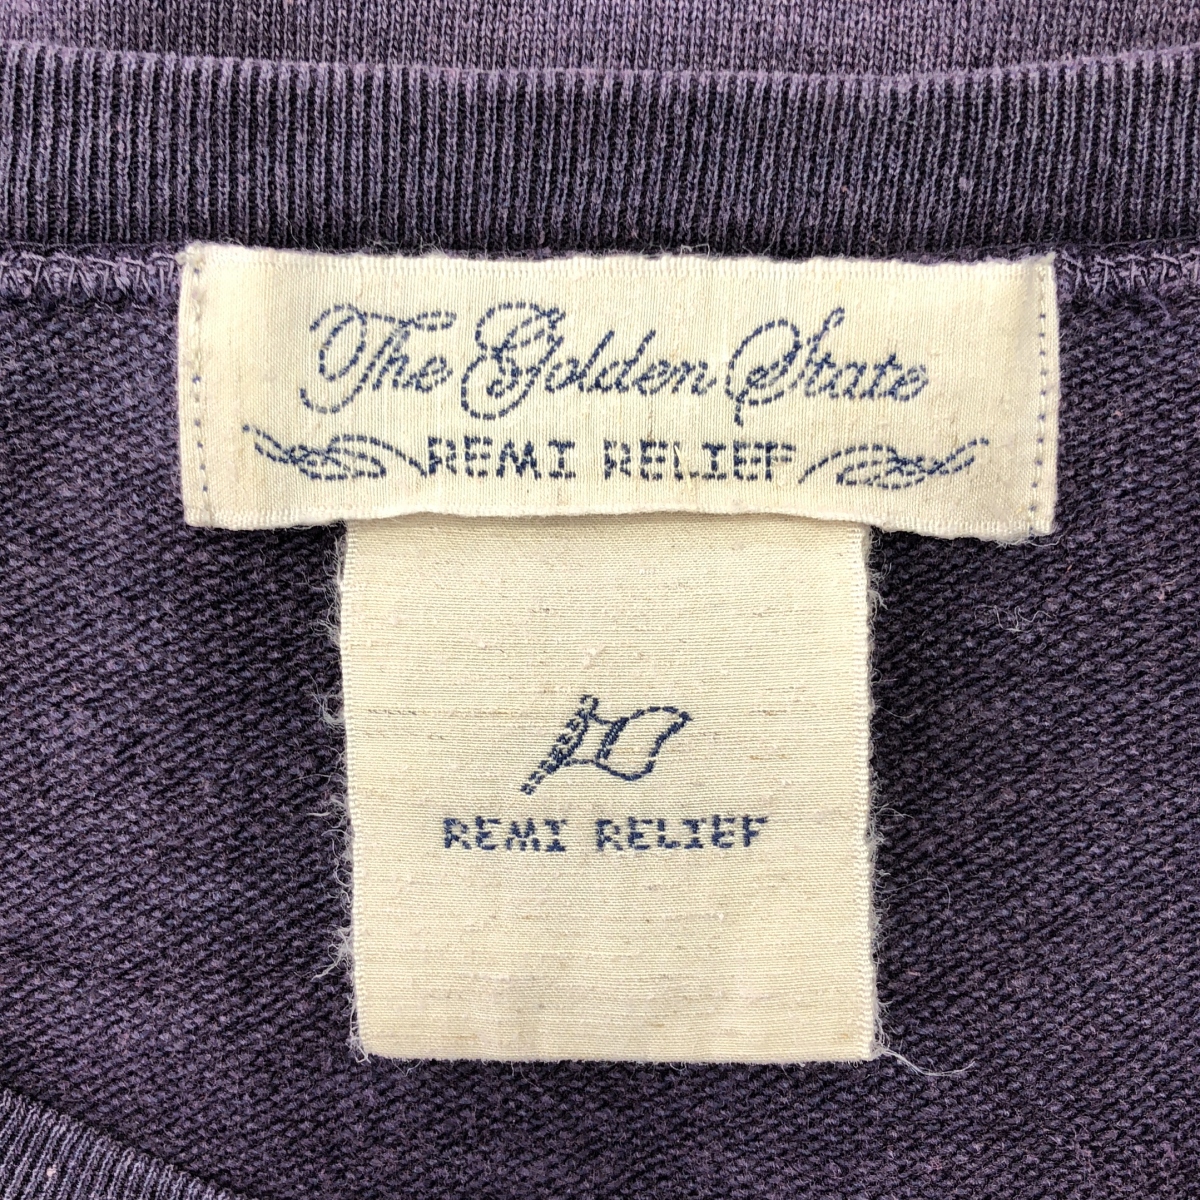 The Golden State
REMI RELIEF
REMI RELIEF